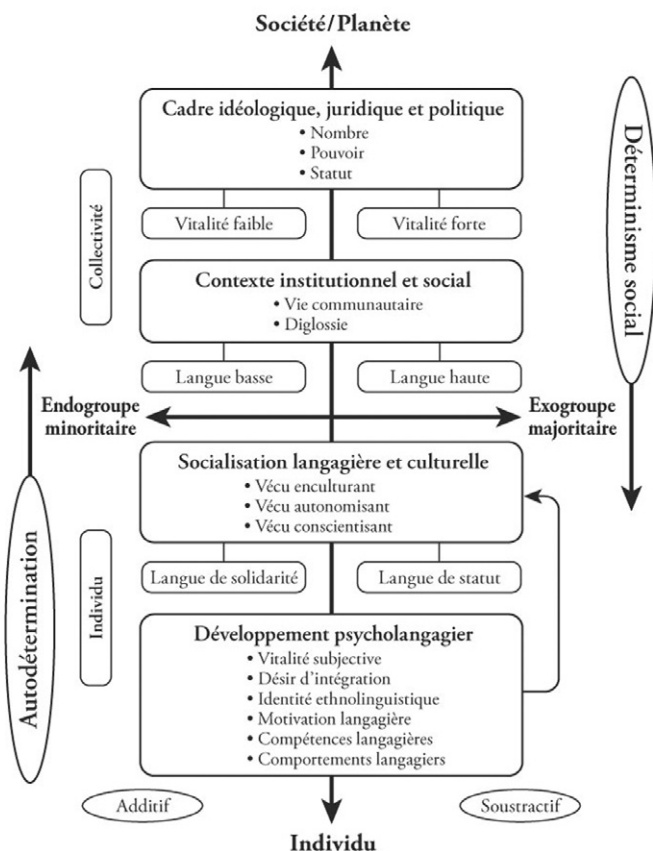 Société/Planète
Cadre idéologique, juridique et politique
• Nombre
• Pouvoir
• Statut
Déterminisme social
Collectivité
Vitalité faible
Vitalité forte
Contexte institutionnel et social
• Vie communautaire
• Diglossie
Langue basse
Langue haute
Endogroupe
minoritaire
Exogroupe
majoritaire
Socialisation langagière et culturelle
• Vécu enculturant
• Vécu autonomisant
• Vécu conscientisant
Autodétermination
Individu
Langue de solidarité
Langue de statut
Développement psycholangagier
• Vitalité subjective
• Désir d’intégration
• Identité ethnolinguistique
• Motivation langagière
• Compétences langagières
• Comportements langagiers
Additif
Soustractif
Individu